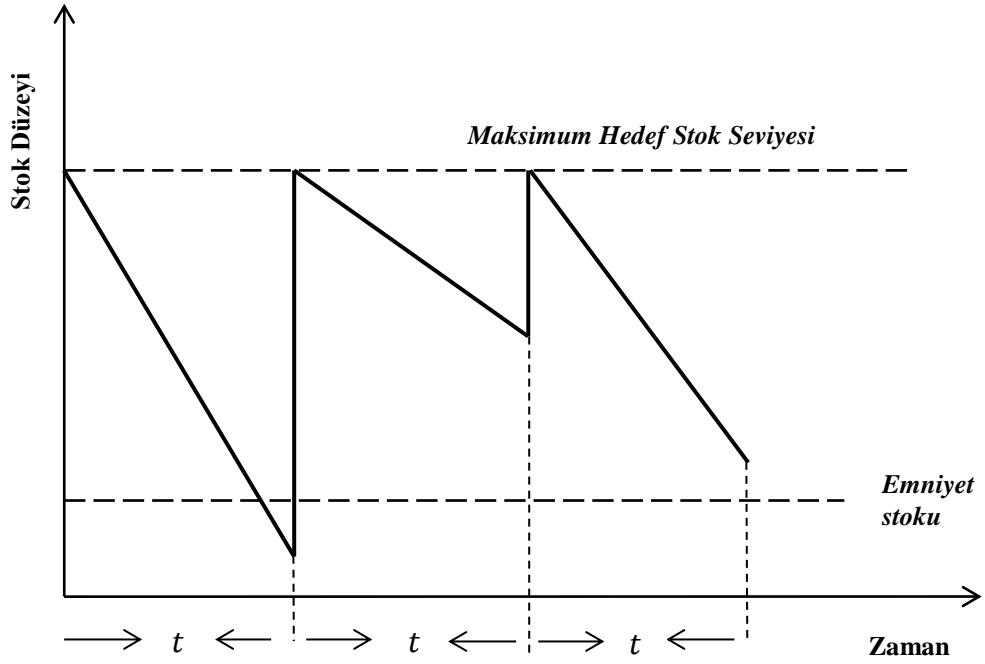 Stok Düzeyi
Maksimum Hedef Stok Seviyesi
Emniyet
stoku
t
t
t
Zaman